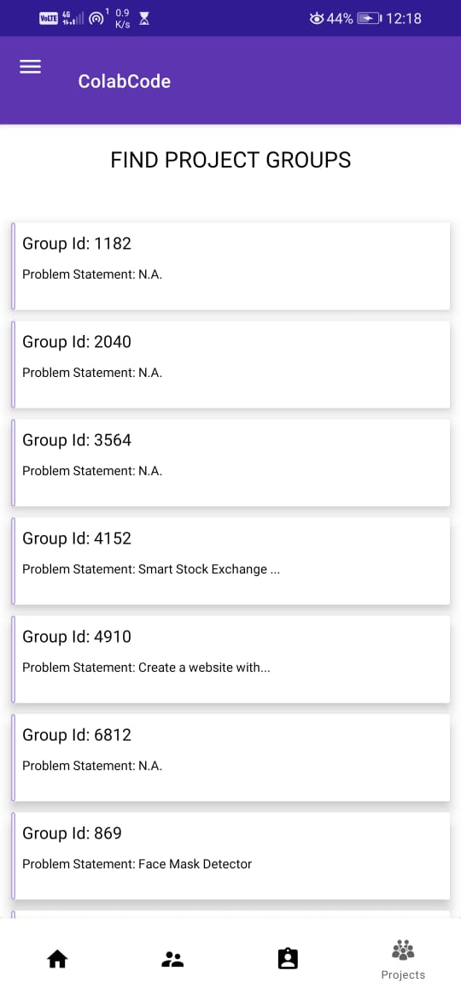 VoLTE 4G 1 0.9 K/s 44% 12:18
ColabCode
FIND PROJECT GROUPS
Group Id: 1182
Problem Statement: N.A.
Group Id: 2040
Problem Statement: N.A.
Group Id: 3564
Problem Statement: N.A.
Group Id: 4152
Problem Statement: Smart Stock Exchange ...
Group Id: 4910
Problem Statement: Create a website with...
Group Id: 6812
Problem Statement: N.A.
Group Id: 869
Problem Statement: Face Mask Detector
Projects